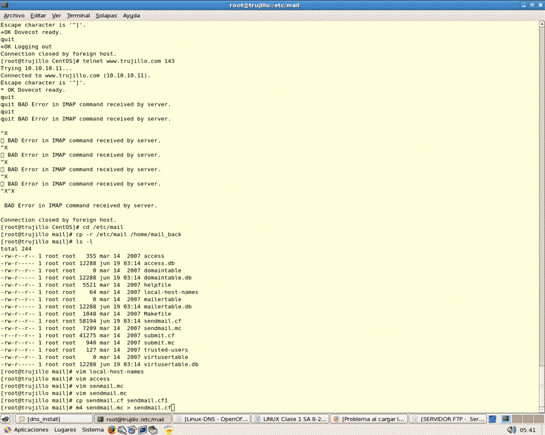 root@trujillo:/etc/mail
Archivo Editar Ver Terminal Solapas Ayuda
Escape character is '^]'.
+OK Dovecot ready.
quit
+OK Logging out
Connection closed by foreign host.
[root@trujillo CentOS]# telnet www.trujillo.com 143
Trying 10.10.10.11...
Connected to www.trujillo.com (10.10.10.11).
Escape character is '^]'.
* OK Dovecot ready.
quit
quit BAD Error in IMAP command received by server.
quit
quit BAD Error in IMAP command received by server.
^X
BAD Error in IMAP command received by server.
^X
BAD Error in IMAP command received by server.
^X
BAD Error in IMAP command received by server.
^X
BAD Error in IMAP command received by server.
^X^X
BAD Error in IMAP command received by server.
Connection closed by foreign host.
[root@trujillo CentOS]# cd /etc/mail
[root@trujillo mail]# cp -r /etc/mail /home/mail_back
[root@trujillo mail]# ls -l
total 244
-rw-r--r-- 1 root root 355 mar 14 2007 access
-rw-r----- 1 root root 12288 jun 19 03:14 access.db
-rw-r--r-- 1 root root 0 mar 14 2007 domaintable
-rw-r----- 1 root root 12288 jun 19 03:14 domaintable.db
-rw-r--r-- 1 root root 5521 mar 14 2007 helpfile
-rw-r--r-- 1 root root 64 mar 14 2007 local-host-names
-rw-r--r-- 1 root root 0 mar 14 2007 mailertable
-rw-r----- 1 root root 12288 jun 19 03:14 mailertable.db
-rw-r--r-- 1 root root 1048 mar 14 2007 Makefile
-rw-r--r-- 1 root root 58194 jun 19 03:14 sendmail.cf
-rw-r--r-- 1 root root 7209 mar 14 2007 sendmail.mc
-r--r--r-- 1 root root 41275 mar 14 2007 submit.cf
-rw-r--r-- 1 root root 940 mar 14 2007 submit.mc
-rw-r--r-- 1 root root 127 mar 14 2007 trusted-users
-rw-r--r-- 1 root root 0 mar 14 2007 virtusertable
-rw-r----- 1 root root 12288 jun 19 03:14 virtusertable.db
[root@trujillo mail]# vim local-host-names
[root@trujillo mail]# vim access
[root@trujillo mail]# vim senmail.mc
[root@trujillo mail]# vim sendmail.mc
[root@trujillo mail]# cp sendmail.cf sendmail.cf1
[root@trujillo mail]# m4 sendmail.mc > sendmail.cf
[dns_install] root@trujillo:/etc/mail [Linux-DNS - OpenOf... LINUX Clase 1 SA 8-2... [Problema al cargar l... [SERVIDOR FTP - Ser...
Aplicaciones Lugares Sistema 05:41